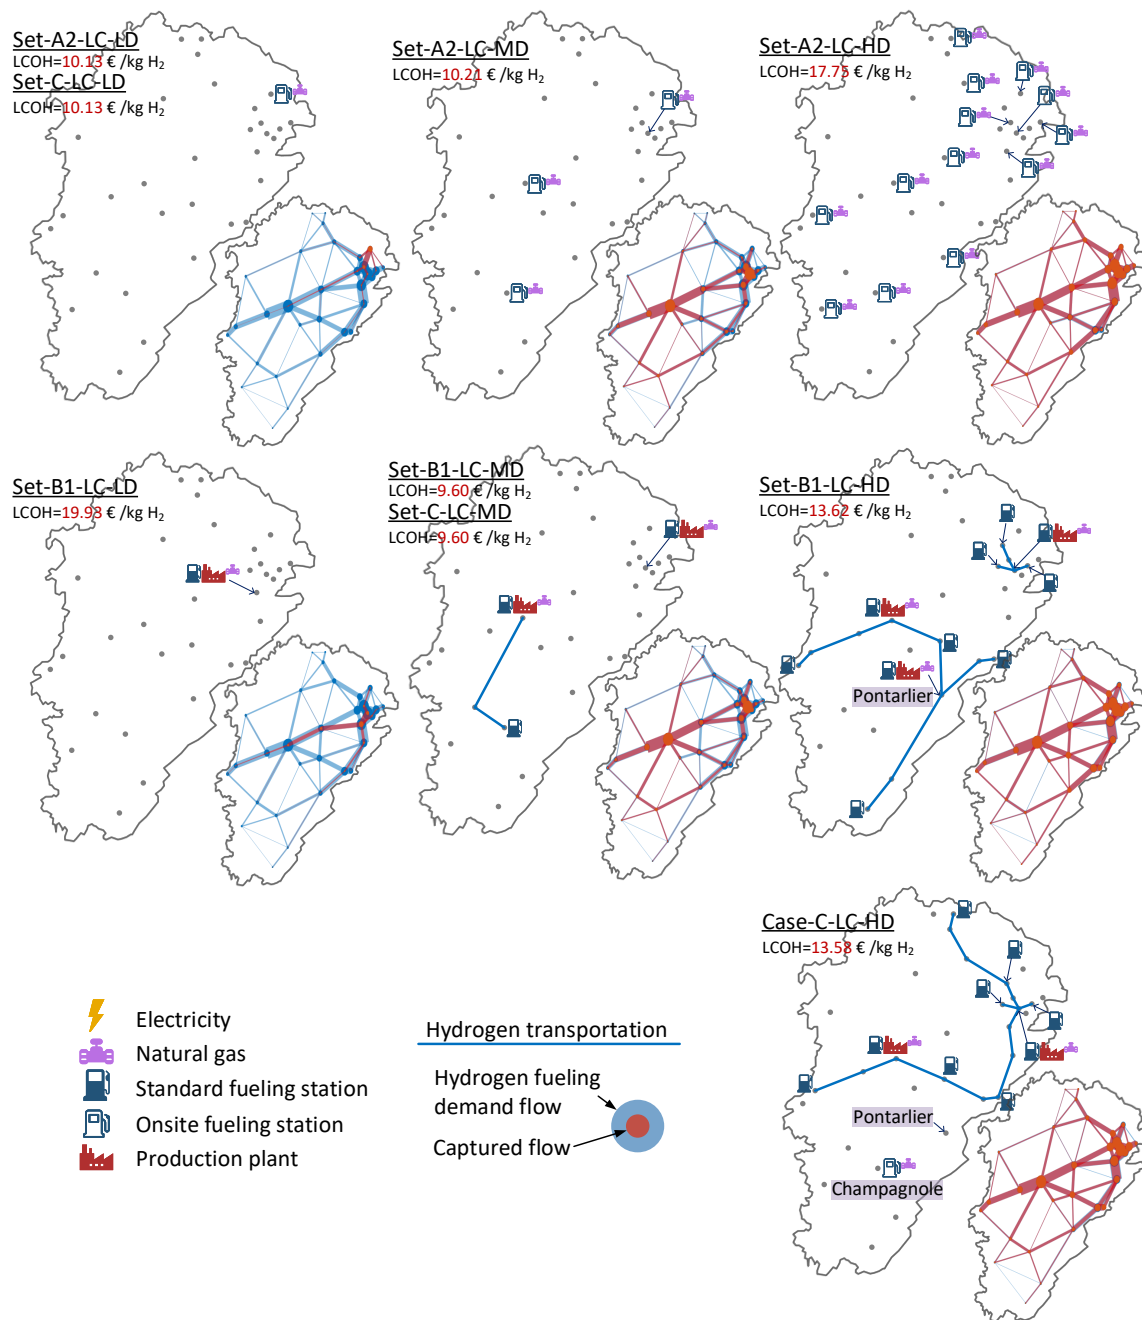 Set-A2-LC-LD
LCOH=10.13 € /kg H₂
Set-C-LC-LD
LCOH=10.13 € /kg H₂
Set-A2-LC-MD
LCOH=10.21 € /kg H₂
Set-A2-LC-HD
LCOH=17.75 € /kg H₂
Set-B1-LC-LD
LCOH=19.93 € /kg H₂
Set-B1-LC-MD
LCOH=9.60 € /kg H₂
Set-C-LC-MD
LCOH=9.60 € /kg H₂
Set-B1-LC-HD
LCOH=13.62 € /kg H₂
Pontarlier
Case-C-LC-HD
LCOH=13.58 € /kg H₂
Pontarlier
Champagnole
Electricity
Natural gas
Standard fueling station
Onsite fueling station
Production plant
Hydrogen transportation
Hydrogen fueling
demand flow
Captured flow